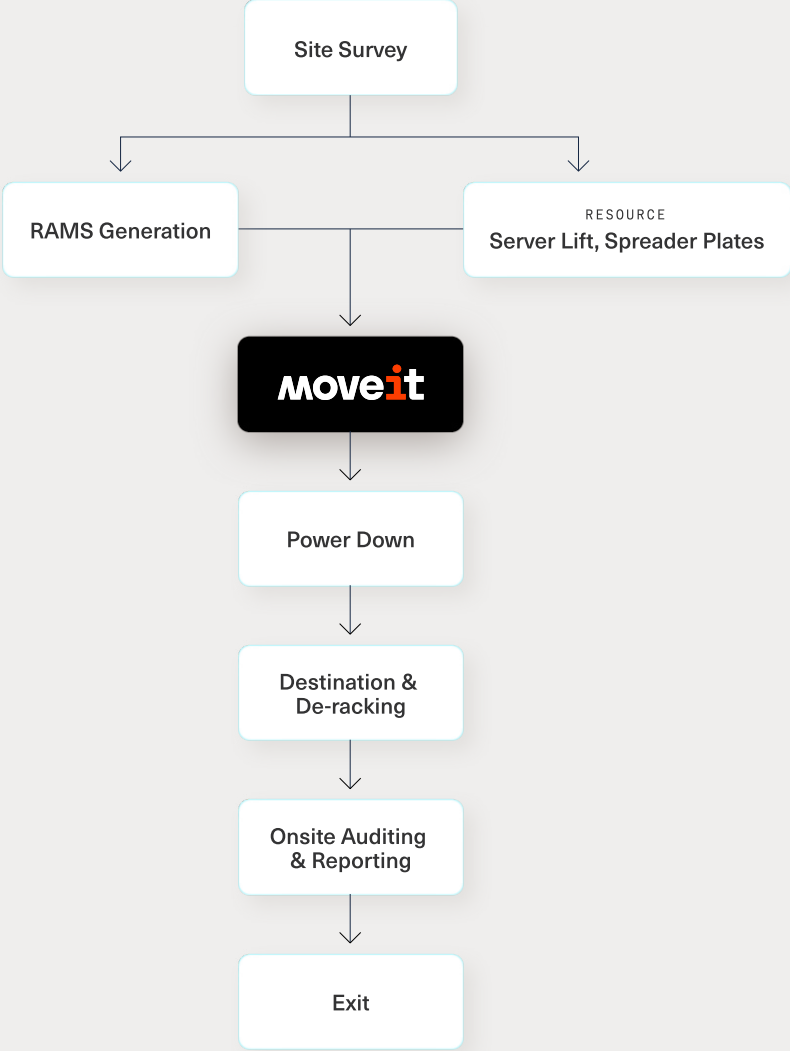 Site Survey
RAMS Generation
RESOURCE
Server Lift, Spreader Plates
moveit
Power Down
Destination &
De-racking
Onsite Auditing
& Reporting
Exit